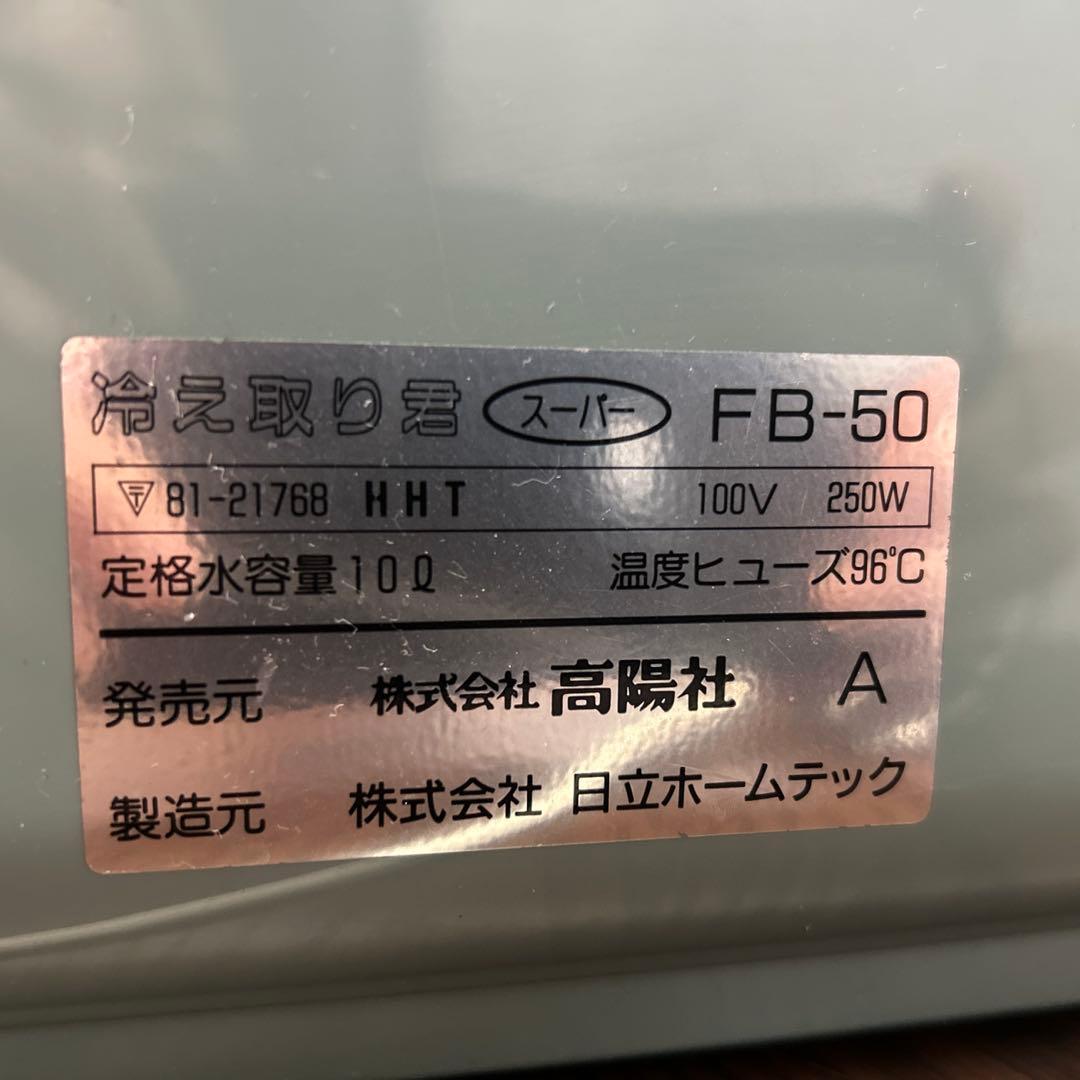 冷え取り君 スーパー FB-50
〒 81-21768 HHT 100V 250W
定格水容量10ℓ 温度ヒューズ96℃
発売元 株式会社 高陽社 A
製造元 株式会社 日立ホームテック